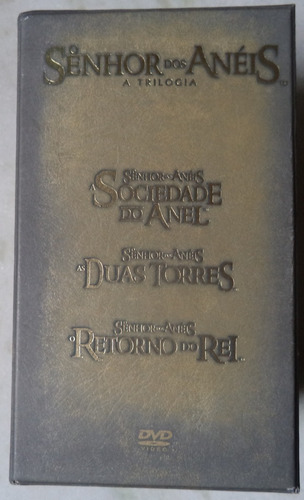 O SENHOR DOS ANÉIS
A TRILOGIA
O SENHOR DOS ANÉIS
A SOCIEDADE
DO ANEL
O SENHOR DOS ANÉIS
AS DUAS TORRES
O SENHOR DOS ANÉIS
O RETORNO DO REI
DVD
VIDEO